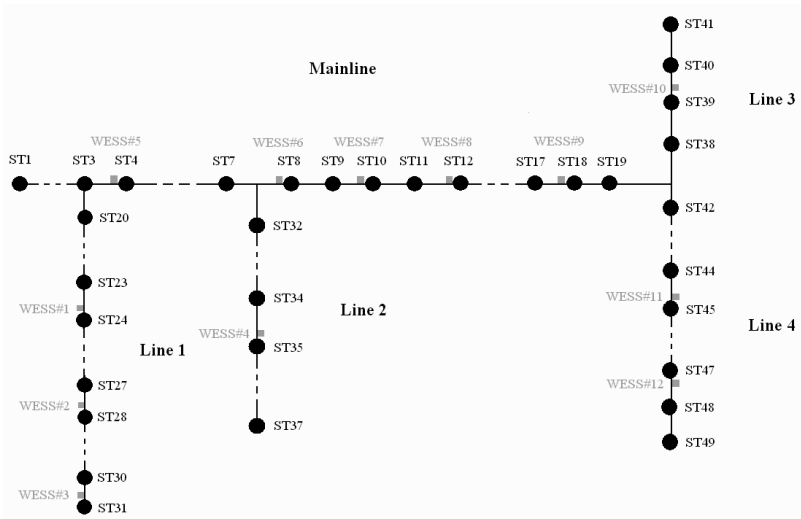 ST41
Mainline
ST40
WESS#10
Line 3
ST39
WESS#5
WESS#6 WESS#7 WESS#8 WESS#9
ST38
ST1 ST3 ST4 ST7 ST8 ST9 ST10 ST11 ST12 ST17 ST18 ST19
ST42
ST20
ST32
ST44
ST23
ST34
WESS#11
WESS#1
Line 2
ST45
ST24
Line 4
WESS#4
ST35
Line 1
ST47
ST27
WESS#12
WESS#2
ST48
ST28
ST37
ST49
ST30
WESS#3
ST31